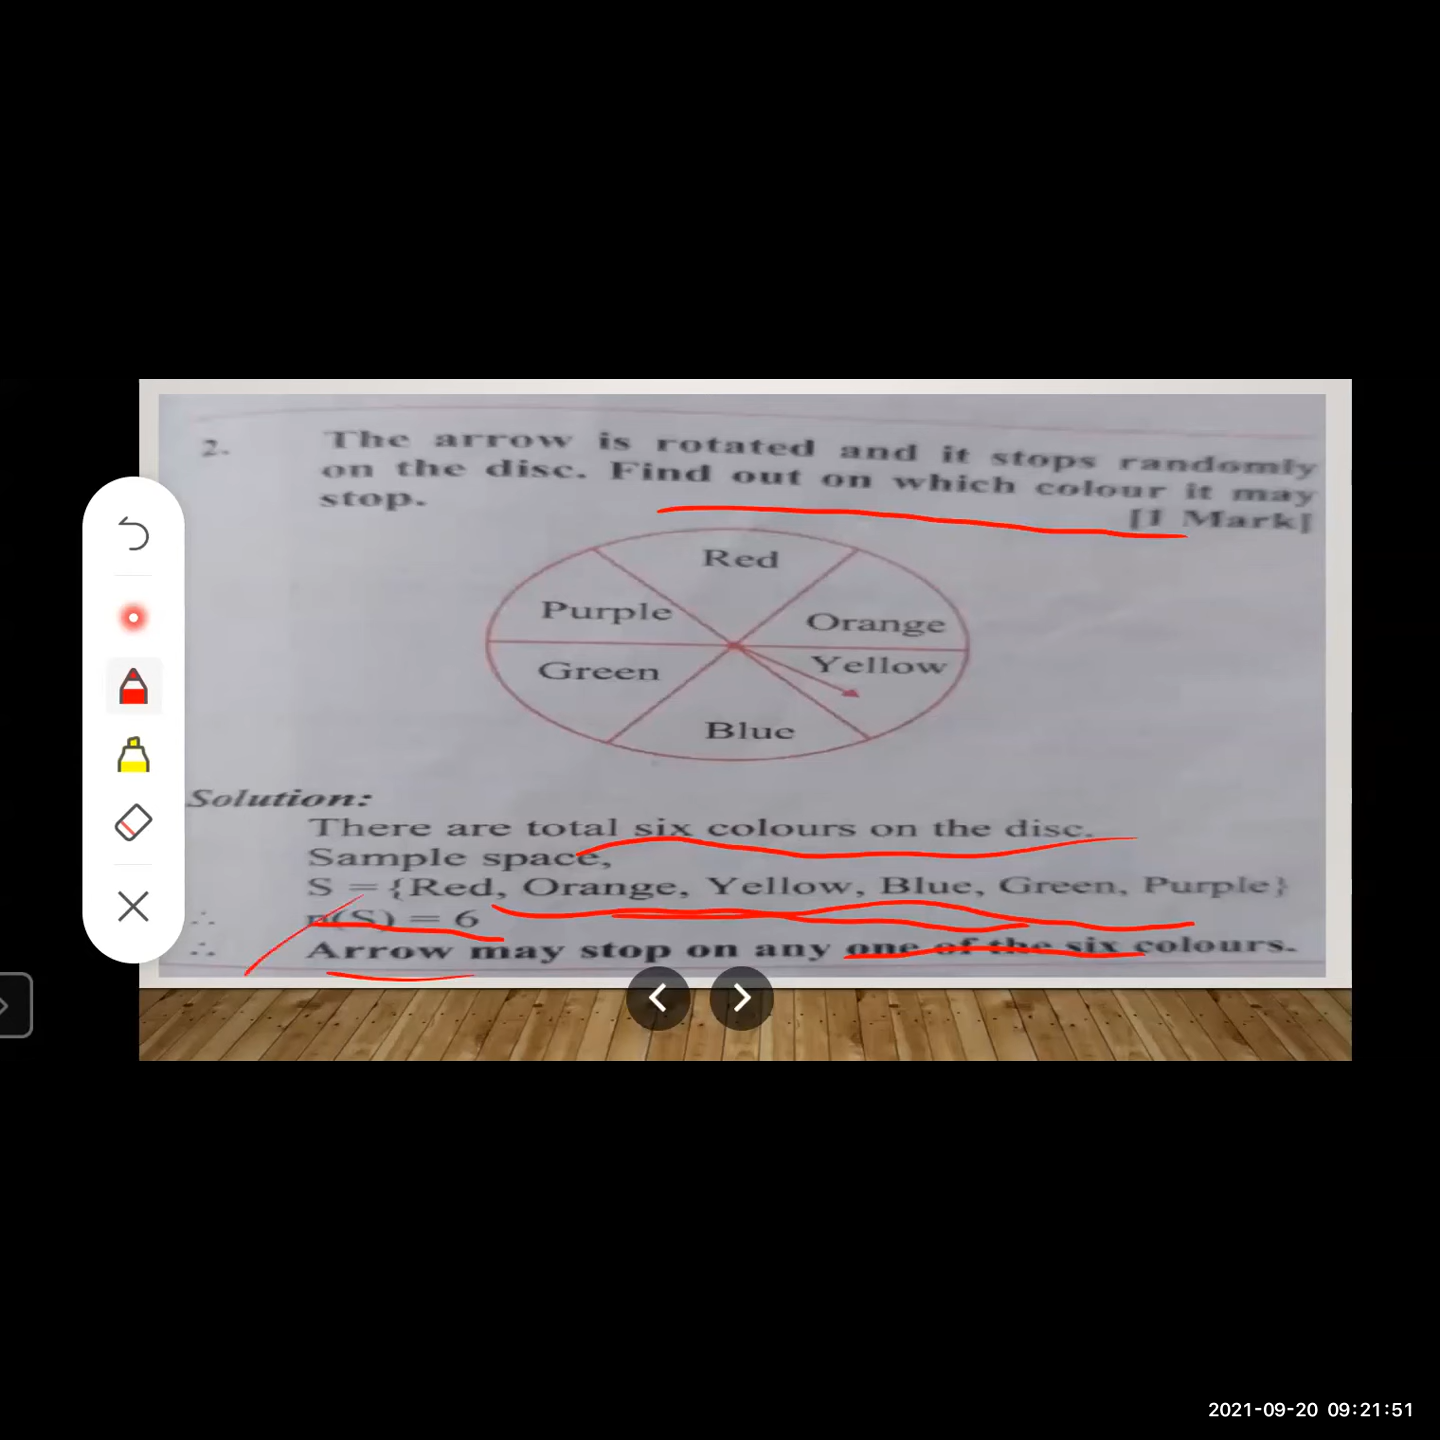 2. The arrow is rotated and it stops randomly
on the disc. Find out on which colour it may
stop. [1 Mark]
Red
Purple
Orange
Green
Yellow
Blue
Solution:
There are total six colours on the disc.
Sample space,
S = {Red, Orange, Yellow, Blue, Green, Purple}
∴ n(S) = 6
∴ Arrow may stop on any one of the six colours.
2021-09-20 09:21:51